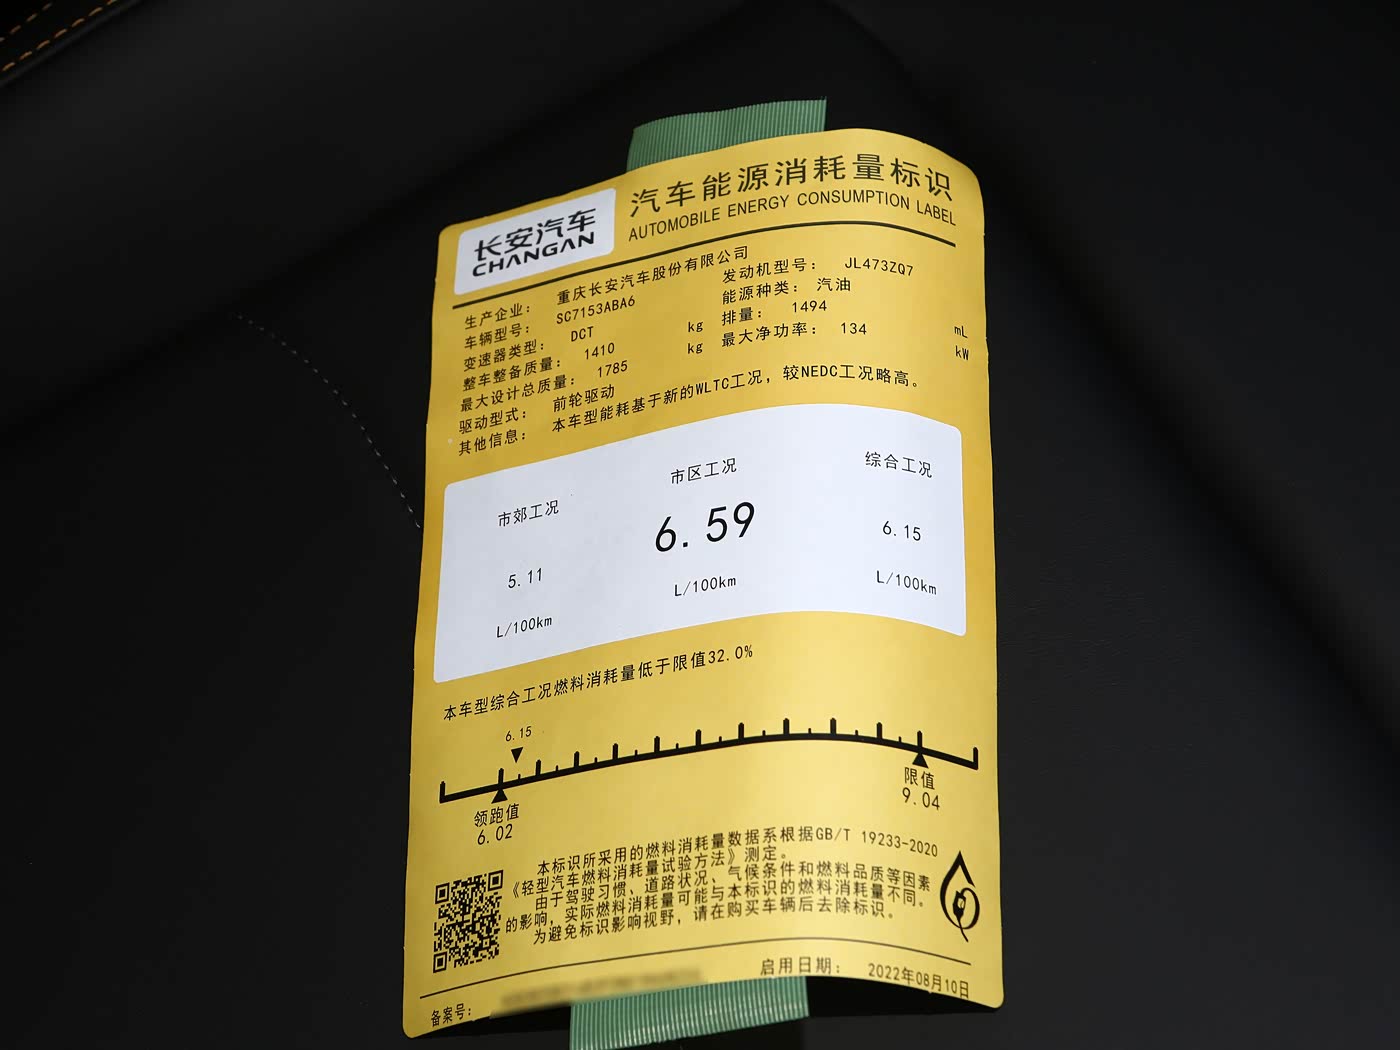 长安汽车
CHANGAN
汽车能源消耗量标识
AUTOMOBILE ENERGY CONSUMPTION LABEL
生产企业： 重庆长安汽车股份有限公司
车辆型号： SC7153ABA6
变速器类型： DCT
整车整备质量： 1410 kg
最大设计总质量： 1785 kg
驱动型式： 前轮驱动
其他信息： 本车型能耗基于新的WLTC工况，较NEDC工况略高。
发动机型号： JL473ZQ7
能源种类： 汽油
排量： 1494 mL
最大净功率： 134 kW
市郊工况
5.11
L/100km
市区工况
6.59
L/100km
综合工况
6.15
L/100km
本车型综合工况燃料消耗量低于限值32.0%
6.15
领跑值
6.02
限值
9.04
本标识所采用的燃料消耗量数据系根据GB/T 19233-2020
《轻型汽车燃料消耗量试验方法》测定。
由于驾驶习惯、道路状况、气候条件和燃料品质等因素
的影响，实际燃料消耗量可能与本标识的燃料消耗量不同。
为避免标识影响视野，请在购买车辆后去除标识。
备案号：
启用日期： 2022年08月10日